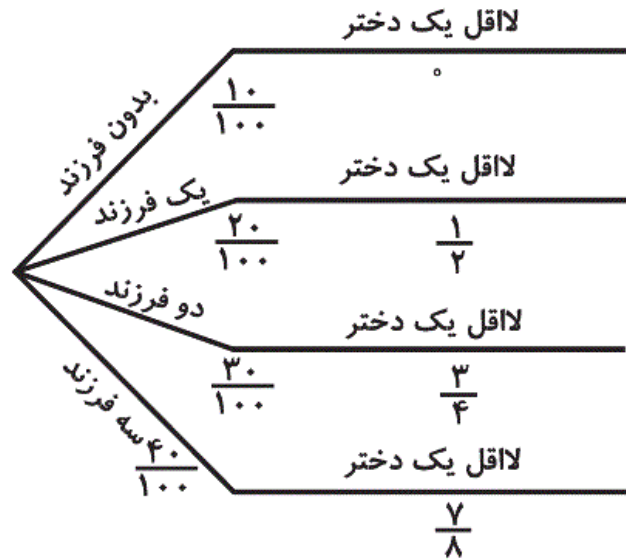 لااقل یک دختر
۰
بدون فرزند
۱۰
۱۰۰
لااقل یک دختر
یک فرزند
۲۰
۱۰۰
۱
۲
لااقل یک دختر
دو فرزند
۳۰
۱۰۰
۳
۴
لااقل یک دختر
سه فرزند
۴۰
۱۰۰
۷
۸